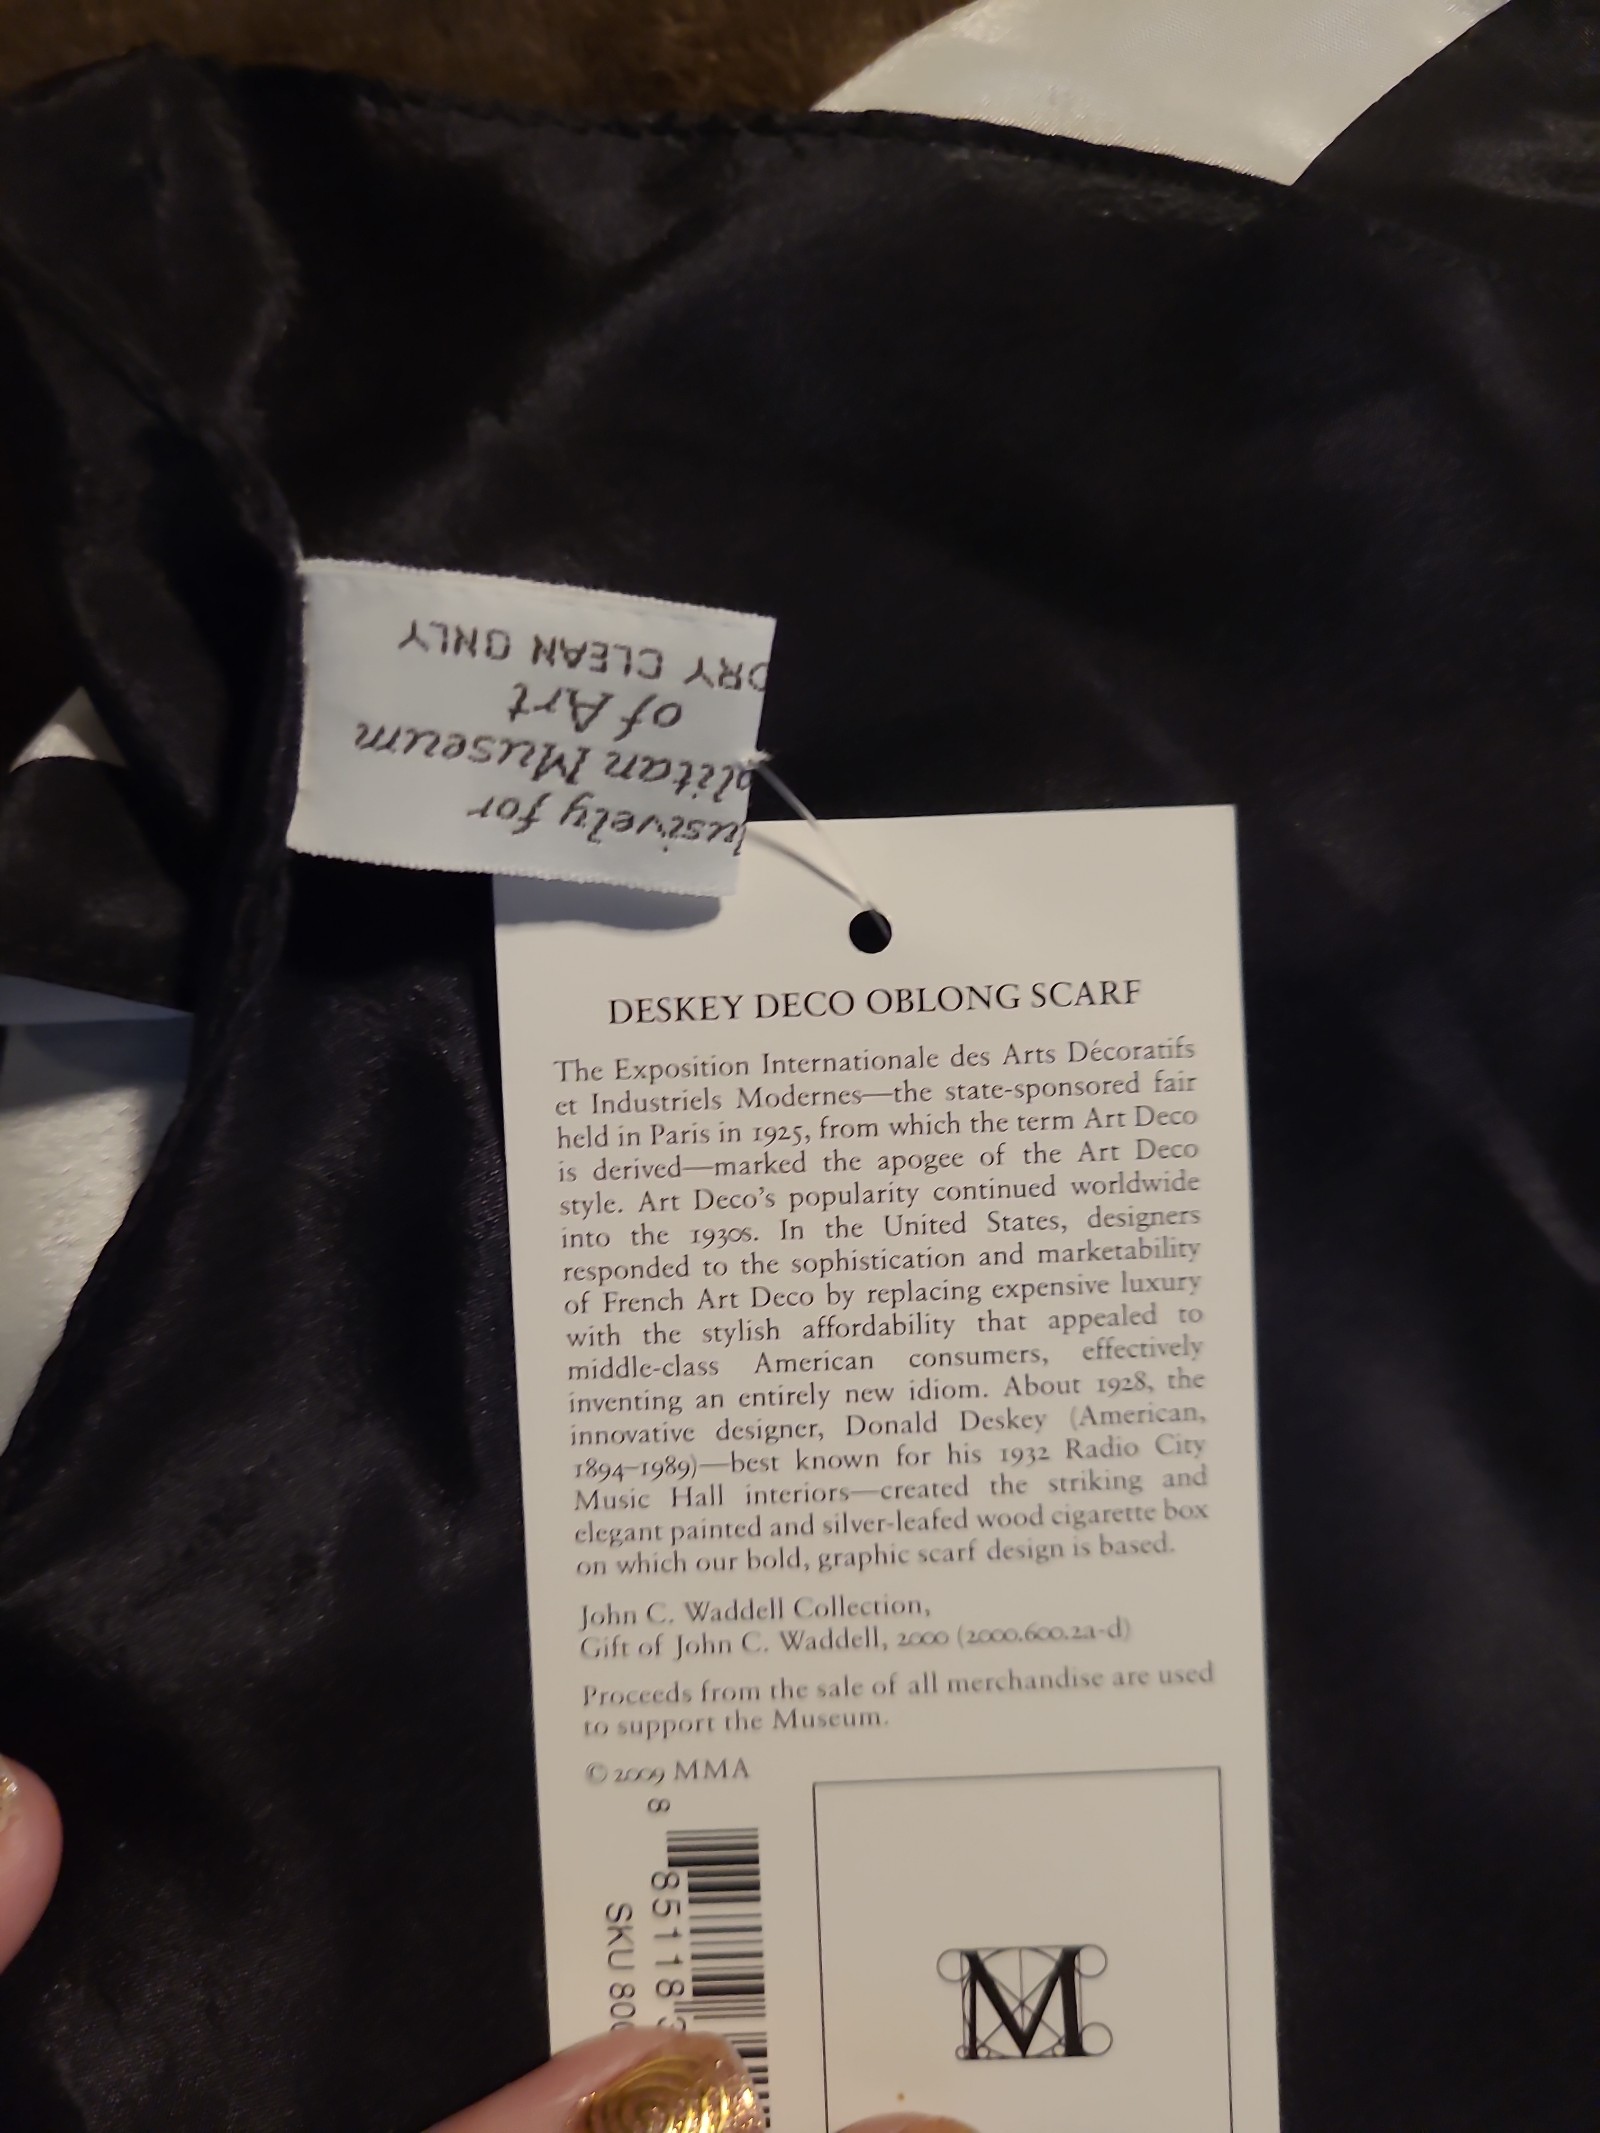 usively for
litan Museum
of Art
DRY CLEAN ONLY
DESKEY DECO OBLONG SCARF
The Exposition Internationale des Arts Décoratifs
et Industriels Modernes—the state-sponsored fair
held in Paris in 1925, from which the term Art Deco
is derived—marked the apogee of the Art Deco
style. Art Deco's popularity continued worldwide
into the 1930s. In the United States, designers
responded to the sophistication and marketability
of French Art Deco by replacing expensive luxury
with the stylish affordability that appealed to
middle-class American consumers, effectively
inventing an entirely new idiom. About 1928, the
innovative designer, Donald Deskey (American,
1894–1989)—best known for his 1932 Radio City
Music Hall interiors—created the striking and
elegant painted and silver-leafed wood cigarette box
on which our bold, graphic scarf design is based.
John C. Waddell Collection,
Gift of John C. Waddell, 2000 (2000.600.2a-d)
Proceeds from the sale of all merchandise are used
to support the Museum.
© 2009 MMA
8 85118
SKU 80
M